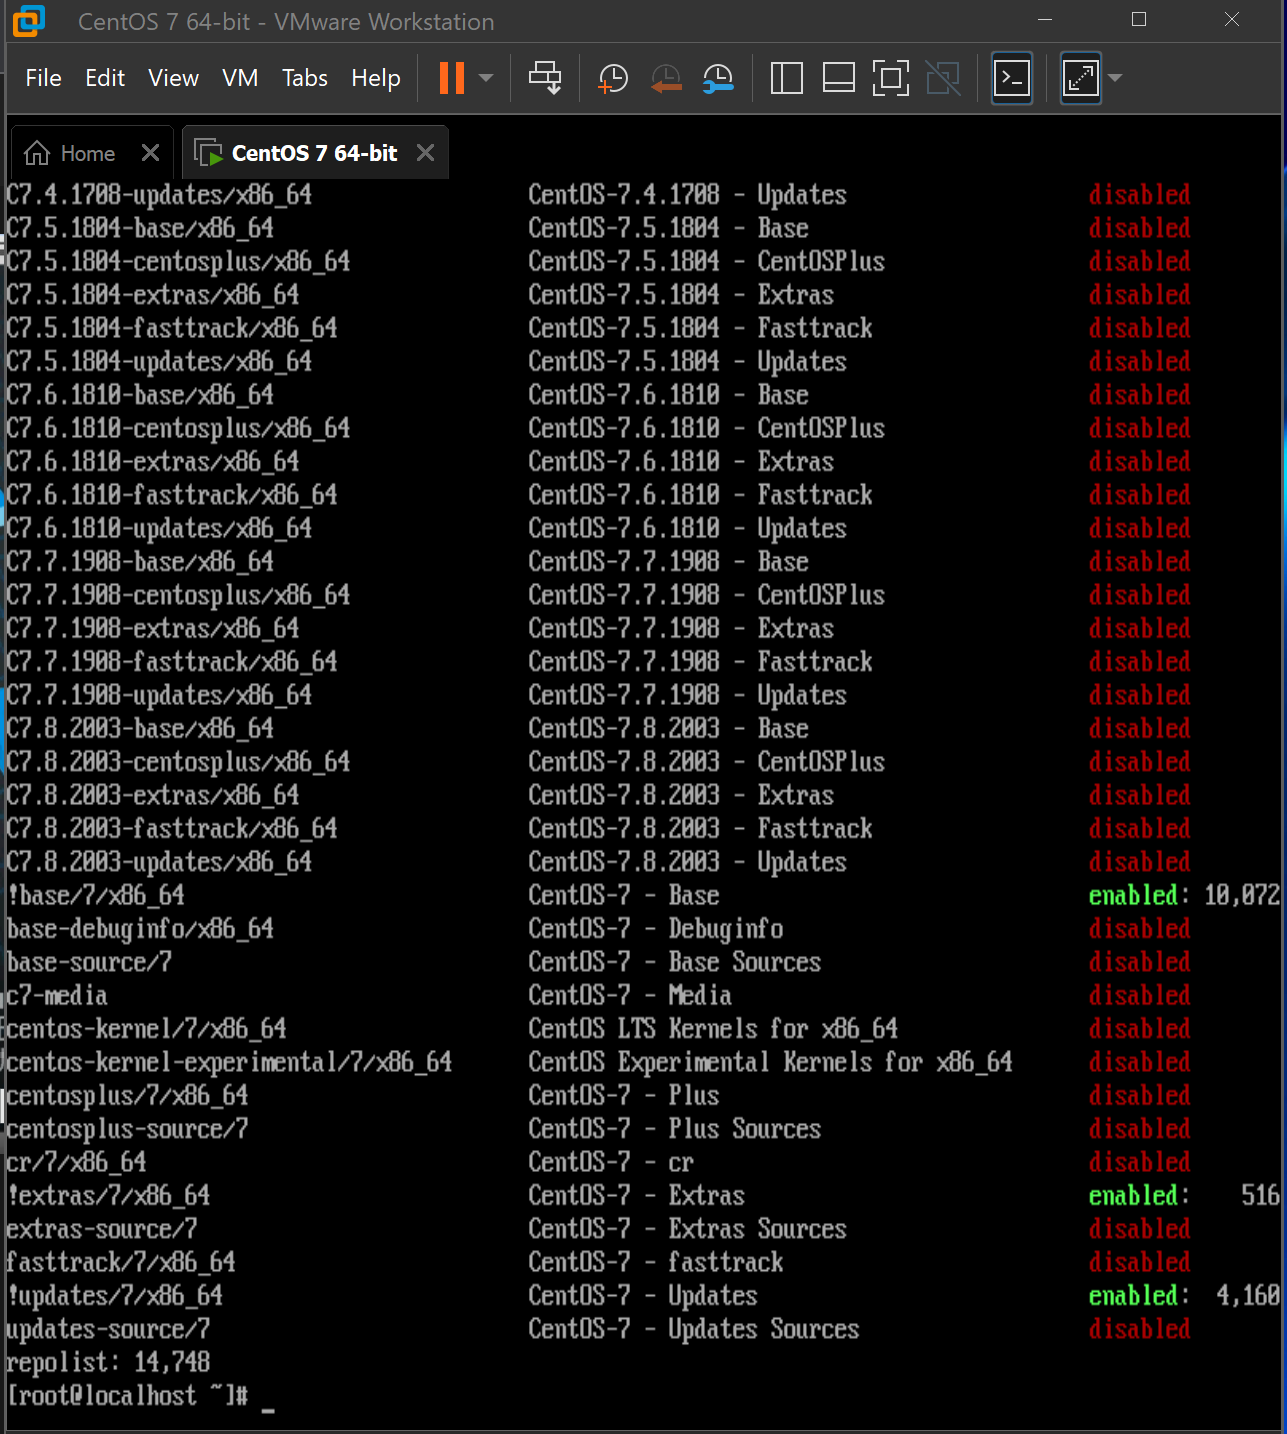 CentOS 7 64-bit - VMware Workstation
File Edit View VM Tabs Help
Home CentOS 7 64-bit
C7.4.1708-updates/x86_64 CentOS-7.4.1708 - Updates disabled
C7.5.1804-base/x86_64 CentOS-7.5.1804 - Base disabled
C7.5.1804-centosplus/x86_64 CentOS-7.5.1804 - CentOSPlus disabled
C7.5.1804-extras/x86_64 CentOS-7.5.1804 - Extras disabled
C7.5.1804-fasttrack/x86_64 CentOS-7.5.1804 - Fasttrack disabled
C7.5.1804-updates/x86_64 CentOS-7.5.1804 - Updates disabled
C7.6.1810-base/x86_64 CentOS-7.6.1810 - Base disabled
C7.6.1810-centosplus/x86_64 CentOS-7.6.1810 - CentOSPlus disabled
C7.6.1810-extras/x86_64 CentOS-7.6.1810 - Extras disabled
C7.6.1810-fasttrack/x86_64 CentOS-7.6.1810 - Fasttrack disabled
C7.6.1810-updates/x86_64 CentOS-7.6.1810 - Updates disabled
C7.7.1908-base/x86_64 CentOS-7.7.1908 - Base disabled
C7.7.1908-centosplus/x86_64 CentOS-7.7.1908 - CentOSPlus disabled
C7.7.1908-extras/x86_64 CentOS-7.7.1908 - Extras disabled
C7.7.1908-fasttrack/x86_64 CentOS-7.7.1908 - Fasttrack disabled
C7.7.1908-updates/x86_64 CentOS-7.7.1908 - Updates disabled
C7.8.2003-base/x86_64 CentOS-7.8.2003 - Base disabled
C7.8.2003-centosplus/x86_64 CentOS-7.8.2003 - CentOSPlus disabled
C7.8.2003-extras/x86_64 CentOS-7.8.2003 - Extras disabled
C7.8.2003-fasttrack/x86_64 CentOS-7.8.2003 - Fasttrack disabled
C7.8.2003-updates/x86_64 CentOS-7.8.2003 - Updates disabled
!base/7/x86_64 CentOS-7 - Base enabled: 10,072
base-debuginfo/x86_64 CentOS-7 - Debuginfo disabled
base-source/7 CentOS-7 - Base Sources disabled
c7-media CentOS-7 - Media disabled
centos-kernel/7/x86_64 CentOS LTS Kernels for x86_64 disabled
centos-kernel-experimental/7/x86_64 CentOS Experimental Kernels for x86_64 disabled
centosplus/7/x86_64 CentOS-7 - Plus disabled
centosplus-source/7 CentOS-7 - Plus Sources disabled
cr/7/x86_64 CentOS-7 - cr disabled
!extras/7/x86_64 CentOS-7 - Extras enabled: 516
extras-source/7 CentOS-7 - Extras Sources disabled
fasttrack/7/x86_64 CentOS-7 - fasttrack disabled
!updates/7/x86_64 CentOS-7 - Updates enabled: 4,160
updates-source/7 CentOS-7 - Updates Sources disabled
repolist: 14,748
[root@localhost ~]# _